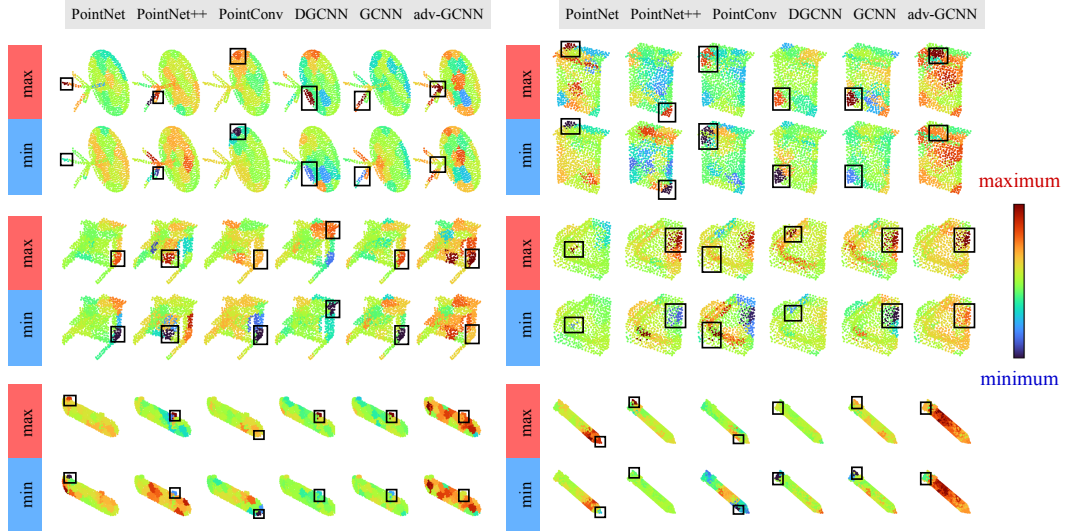 PointNet PointNet++ PointConv DGCNN GCNN adv-GCNN
PointNet PointNet++ PointConv DGCNN GCNN adv-GCNN
max
min
max
min
max
min
max
min
max
min
max
min
maximum
minimum